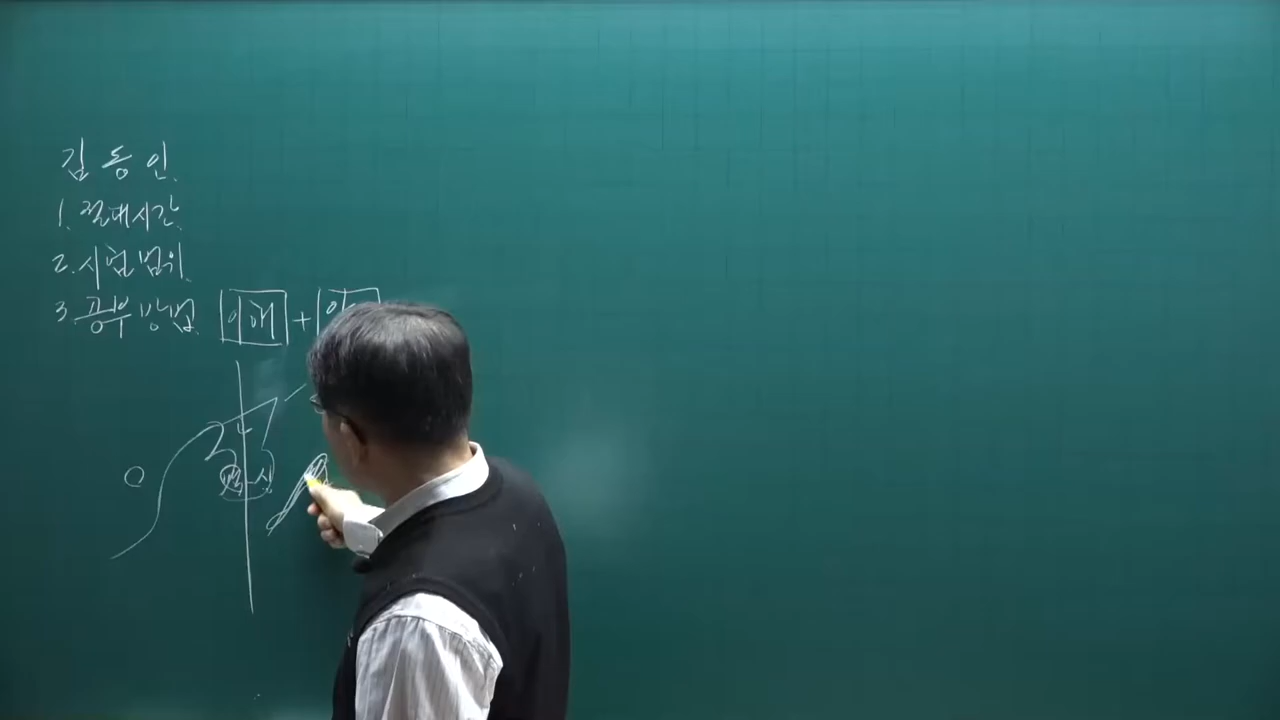 김동인
1. 절대시간
2. 시험범위
3. 공부방법 이해 +